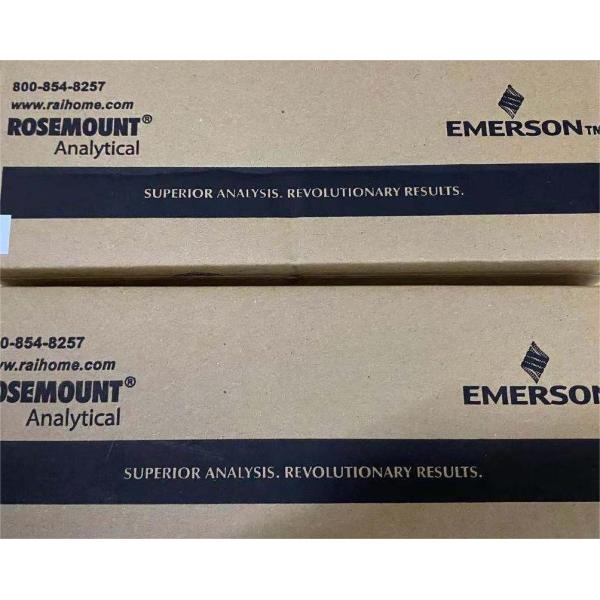 800-854-8257
www.raihome.com
ROSEMOUNT®
Analytical
EMERSON™
SUPERIOR ANALYSIS. REVOLUTIONARY RESULTS.
0-854-8257
w.raihome.com
OSEMOUNT®
Analytical
EMERSON
SUPERIOR ANALYSIS. REVOLUTIONARY RESULTS.